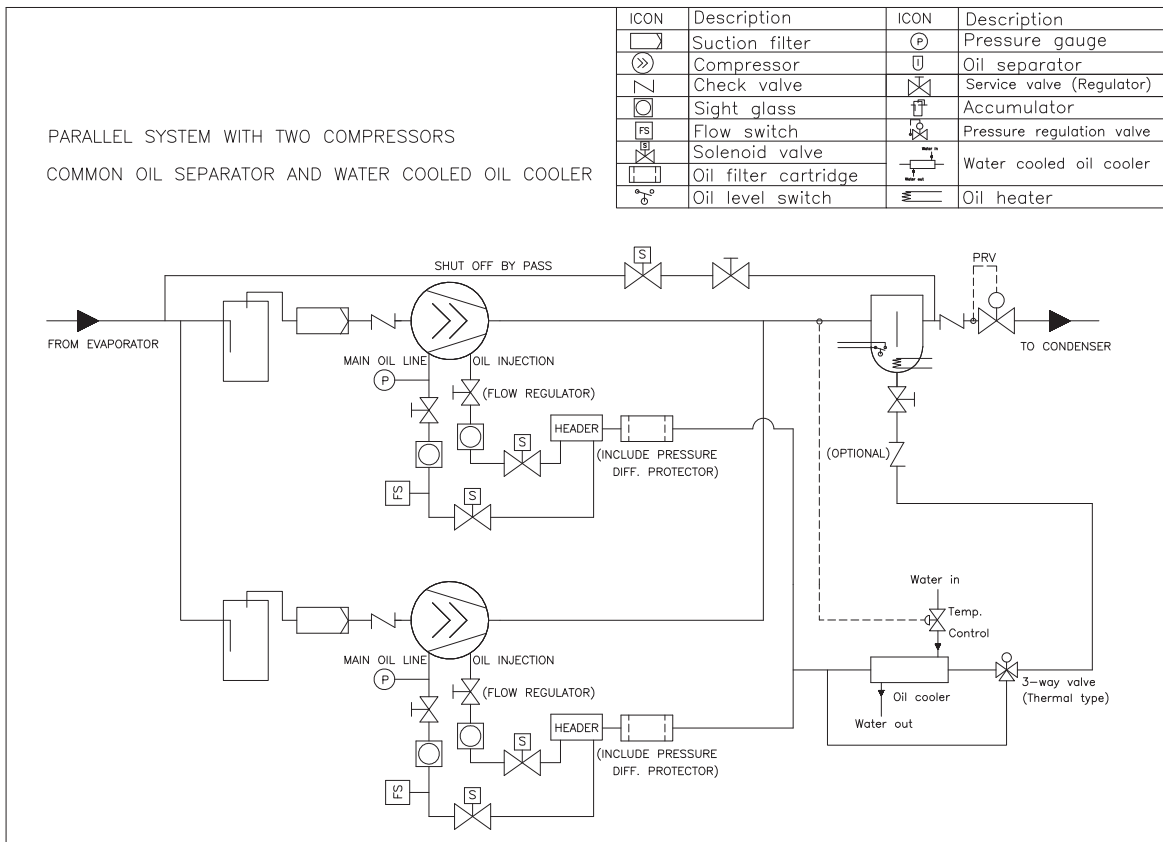 ICON Description ICON Description
Suction filter P Pressure gauge
Compressor Oil separator
Check valve Service valve (Regulator)
Sight glass Accumulator
FS Flow switch Pressure regulation valve
S Solenoid valve Water in Water out Water cooled oil cooler
Oil filter cartridge
Oil level switch Oil heater
PARALLEL SYSTEM WITH TWO COMPRESSORS
COMMON OIL SEPARATOR AND WATER COOLED OIL COOLER
SHUT OFF BY PASS
S
PRV
FROM EVAPORATOR
TO CONDENSER
MAIN OIL LINE
OIL INJECTION
P
(FLOW REGULATOR)
HEADER
S
(INCLUDE PRESSURE
DIFF. PROTECTOR)
FS
S
(OPTIONAL)
Water in
Temp.
Control
Oil cooler
Water out
3-way valve
(Thermal type)
MAIN OIL LINE
OIL INJECTION
P
(FLOW REGULATOR)
HEADER
S
(INCLUDE PRESSURE
DIFF. PROTECTOR)
FS
S